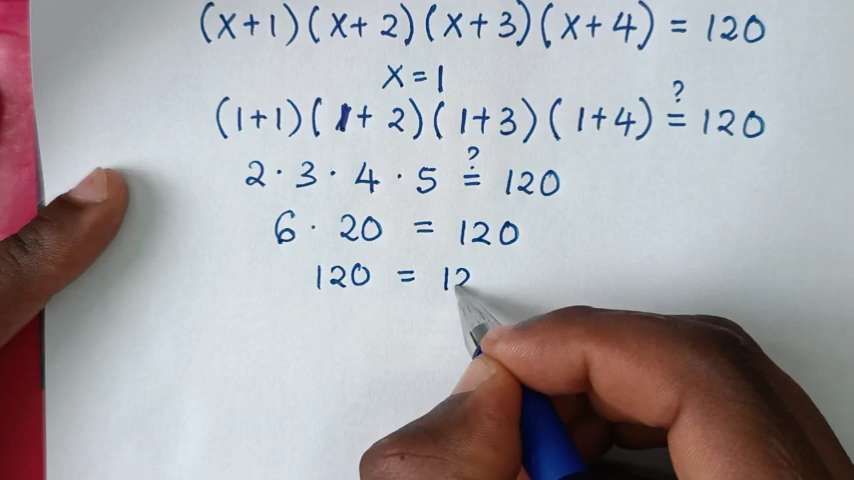 (x+1)(x+2)(x+3)(x+4) = 120
x=1
(1+1)(1+2)(1+3)(1+4) ≟ 120
2·3·4·5 ≟ 120
6·20 = 120
120 = 12